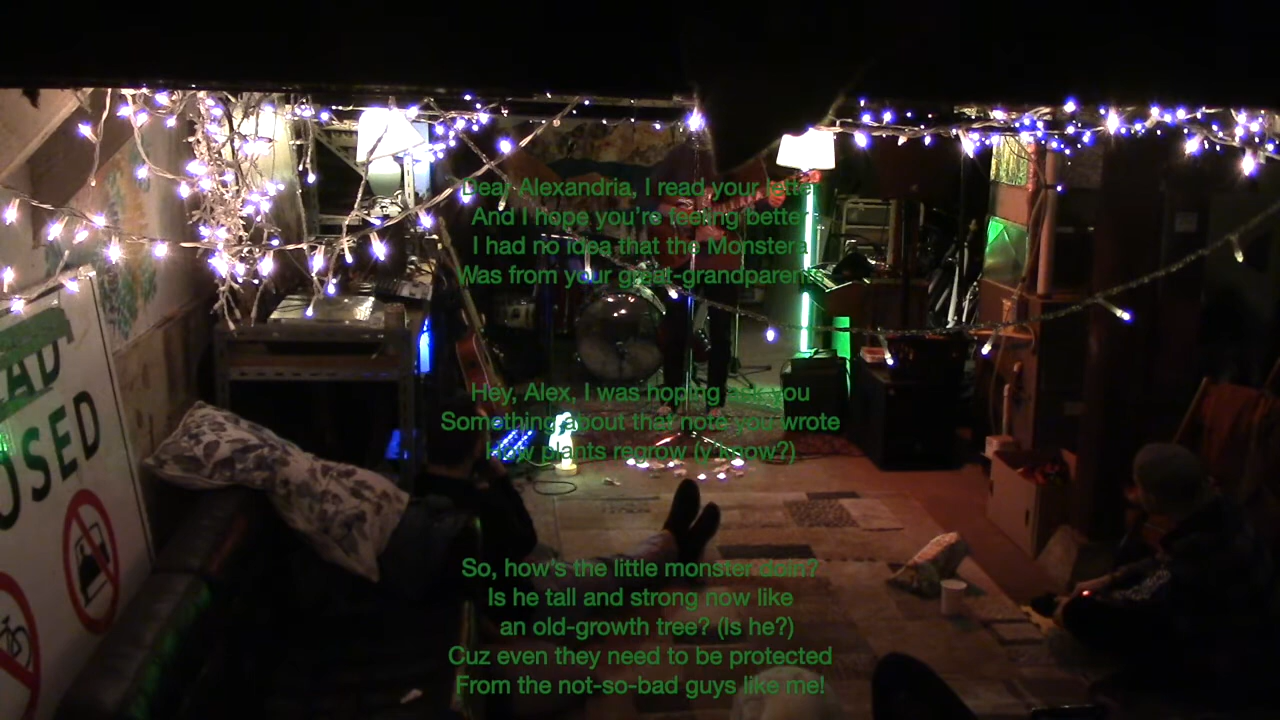 Dear Alexandria, I read your letter
And I hope you're feeling better
I had no idea that the Monstera
Was from your great-grandparents
Hey, Alex, I was hoping you
Something about that note you wrote
How plants regrow (y'know?)
So, how's the little monster doin?
Is he tall and strong now like
an old-growth tree? (Is he?)
Cuz even they need to be protected
From the not-so-bad guys like me!
AD
OSED